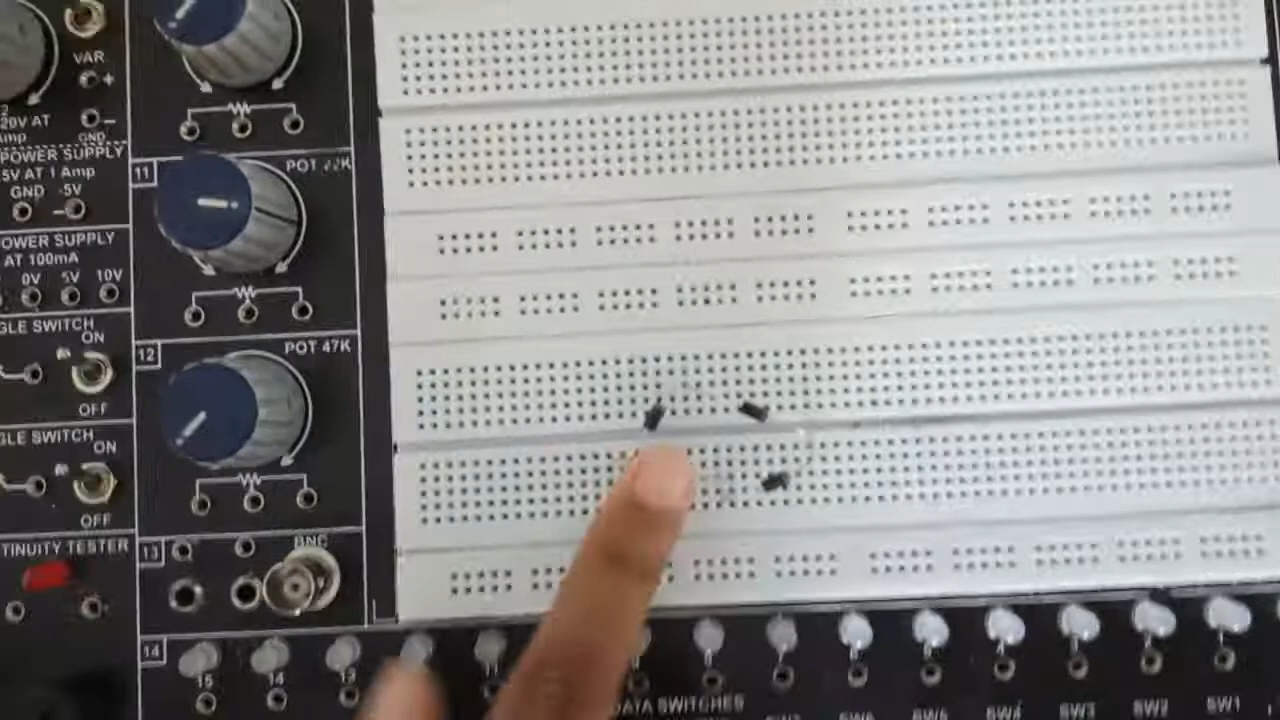 VAR
+
-
GND
20V AT
POWER SUPPLY
5V AT 1 Amp
GND -5V
OWER SUPPLY
AT 100mA
0V 5V 10V
GLE SWITCH
ON
OFF
GLE SWITCH
ON
OFF
TINUITY TESTER
11
POT 22K
12
POT 47K
13
BNC
14
15
14
13
DATA SWITCHES
SW4
SW3
SW2
SW1